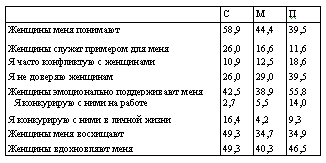 С М Ц
Женщины меня понимают 58,9 44,4 39,5
Женщины служат примером для меня 26,0 16,6 11,6
Я часто конфликтую с женщинами 10,9 12,5 18,6
Я не доверяю женщинам 26,0 29,0 39,5
Женщины эмоционально поддерживают меня 42,5 38,9 55,8
Я конкурирую с ними на работе 2,7 5,5 14,0
Я конкурирую с ними в личной жизни 16,4 4,2 9,3
Женщины меня восхищают 49,3 34,7 34,9
Женщины вдохновляют меня 49,3 40,3 46,5